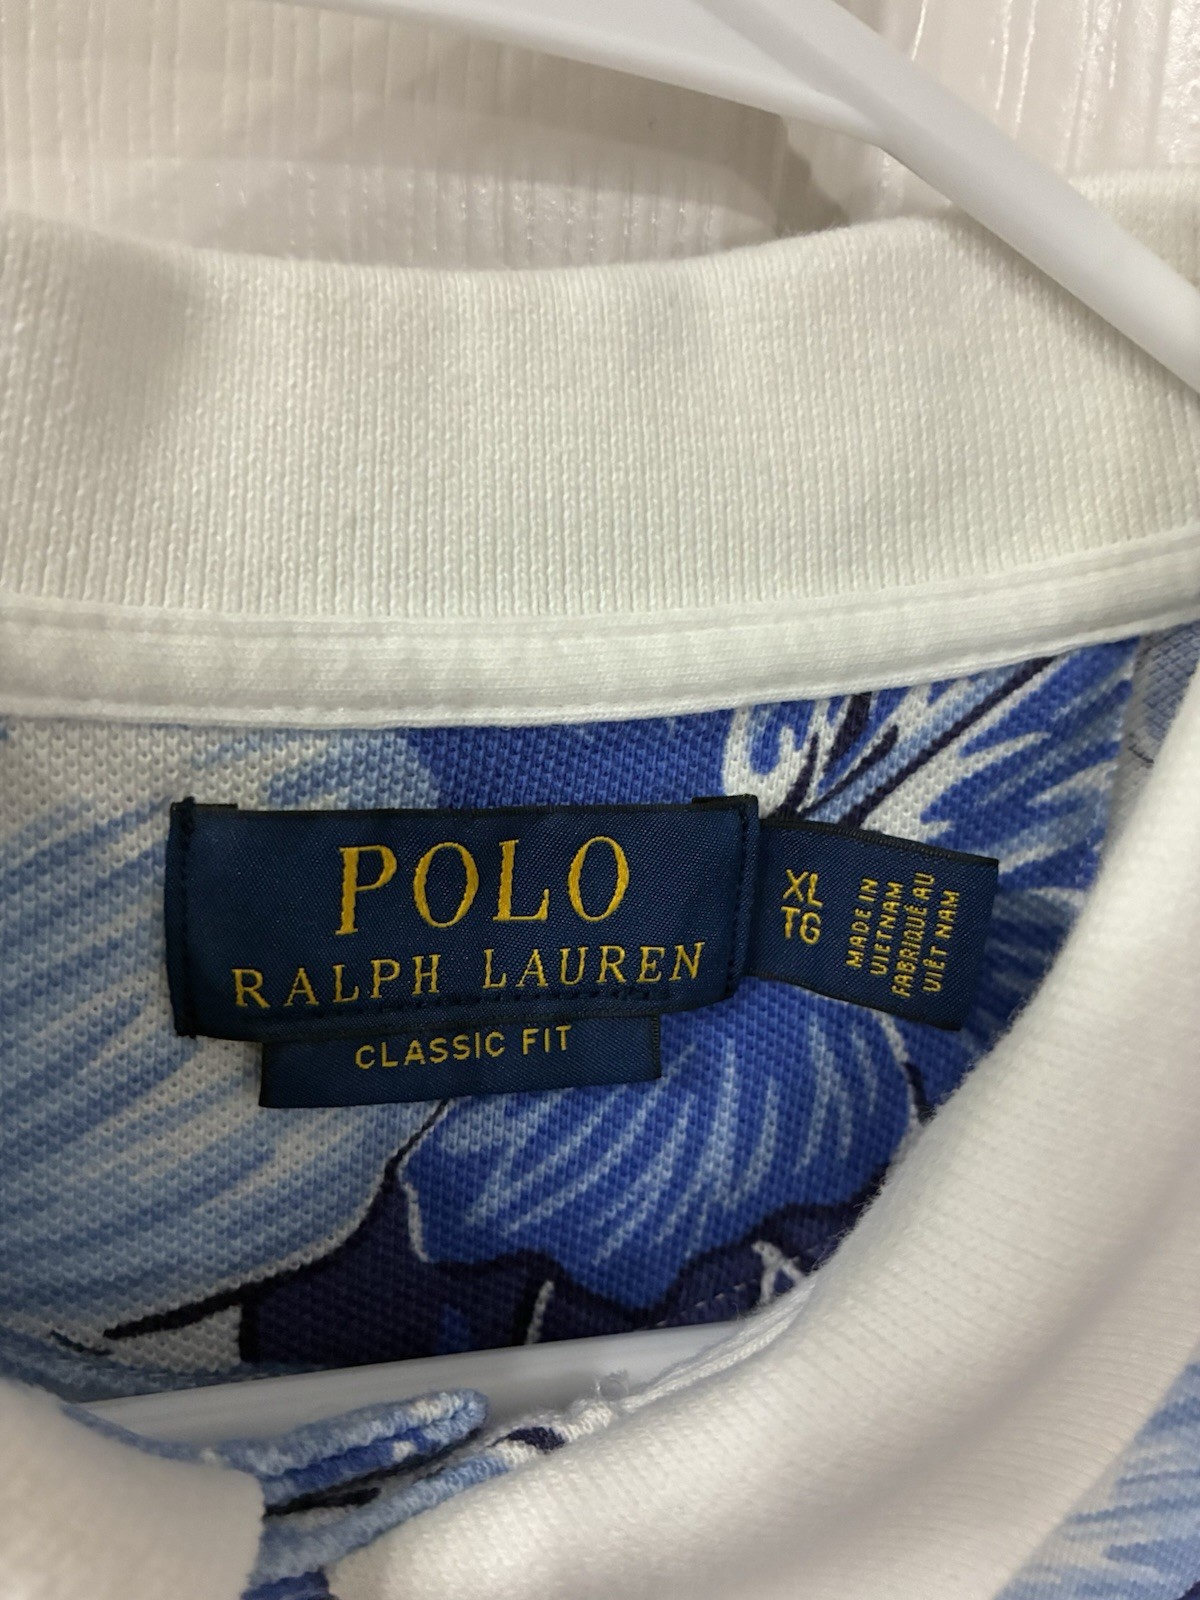 POLO
RALPH LAUREN
CLASSIC FIT
XL
TG
MADE IN
VIETNAM
FABRIQUÉ AU
VIÊT NAM